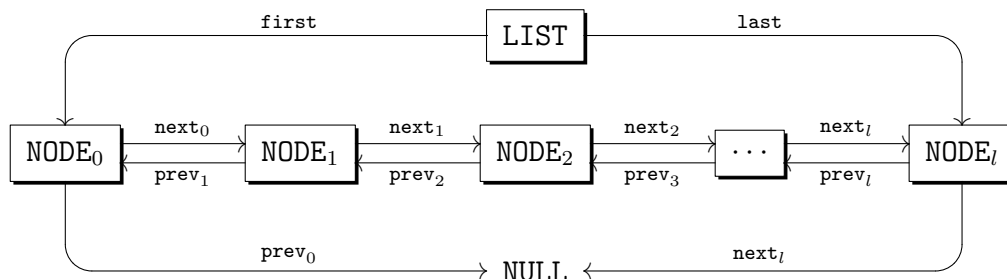 first LIST last
next₀ next₁ next₂ nextₗ
NODE₀ NODE₁ NODE₂ ··· NODEₗ
prev₁ prev₂ prev₃ prevₗ
prev₀ NULL nextₗ